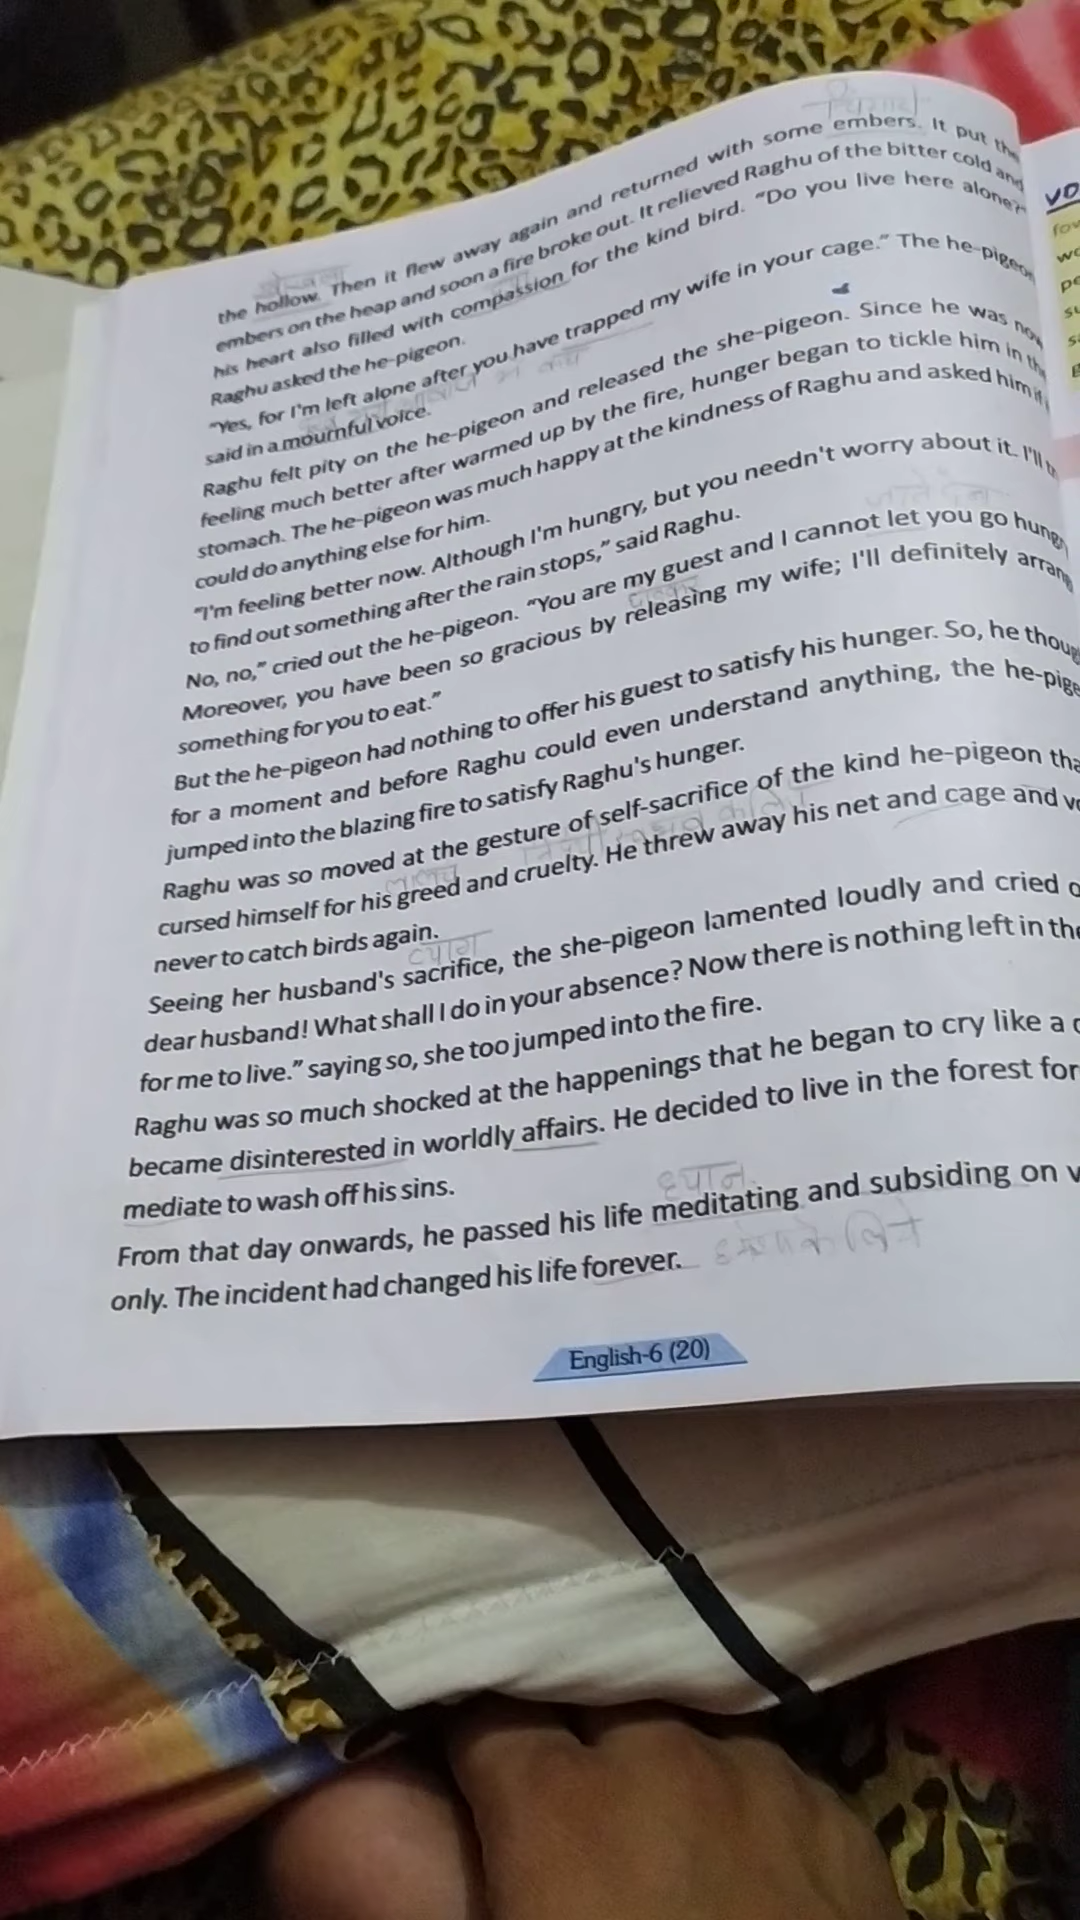 the hollow. Then it flew away again and returned with some embers. It put the
embers on the heap and soon a fire broke out. It relieved Raghu of the bitter cold and
his heart also filled with compassion for the kind bird. “Do you live here alone?”
Raghu asked the he-pigeon.
“Yes, for I'm left alone after you have trapped my wife in your cage.” The he-pigeon
said in a mournful voice.
Raghu felt pity on the he-pigeon and released the she-pigeon. Since he was now
feeling much better after warmed up by the fire, hunger began to tickle him in the
stomach. The he-pigeon was much happy at the kindness of Raghu and asked him if
could do anything else for him.
“I'm feeling better now. Although I'm hungry, but you needn't worry about it. I'll
to find out something after the rain stops,” said Raghu.
No, no,” cried out the he-pigeon. “You are my guest and I cannot let you go
Moreover, you have been so gracious by releasing my wife; I'll definitely
something for you to eat.”
But the he-pigeon had nothing to offer his guest to satisfy his hunger. So, he
for a moment and before Raghu could even understand anything, the
jumped into the blazing fire to satisfy Raghu's hunger.
Raghu was so moved at the gesture of self-sacrifice of the kind he-pigeon
cursed himself for his greed and cruelty. He threw away his net and cage and
never to catch birds again.
त्याग
Seeing her husband's sacrifice, the she-pigeon lamented loudly and cried
dear husband! What shall I do in your absence? Now there is nothing left in
for me to live.” saying so, she too jumped into the fire.
Raghu was so much shocked at the happenings that he began to cry like a
became disinterested in worldly affairs. He decided to live in the forest
mediate to wash off his sins.
ध्यान
From that day onwards, he passed his life meditating and subsiding on
only. The incident had changed his life forever.
English-6 (20)